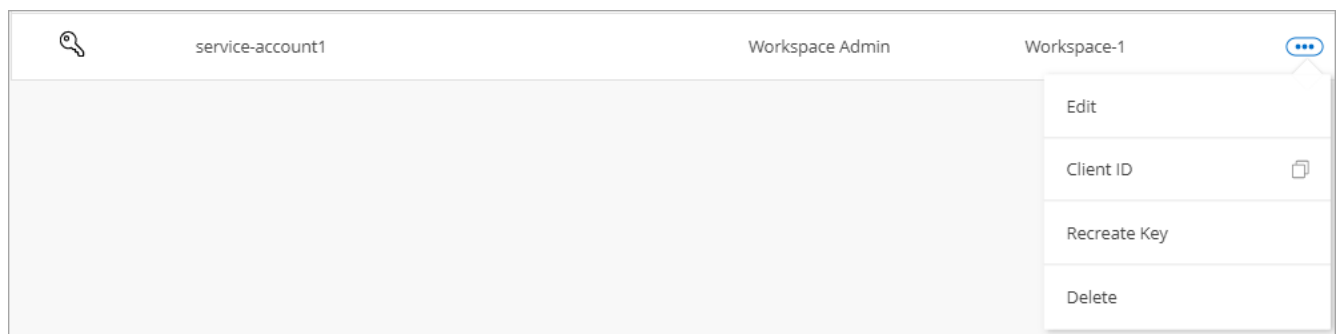 service-account1 Workspace Admin Workspace-1
Edit
Client ID
Recreate Key
Delete